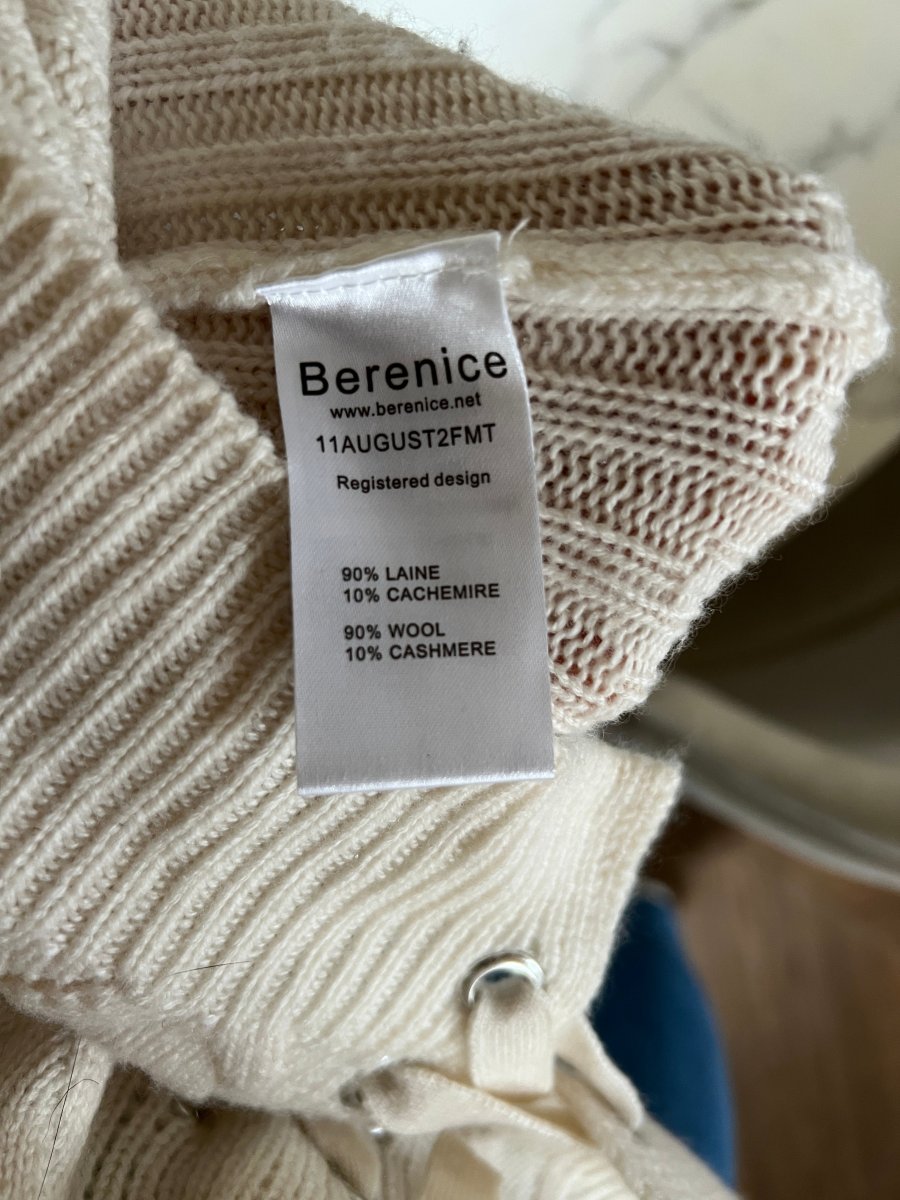 Berenice
www.berenice.net
11AUGUST2FMT
Registered design
90% LAINE
10% CACHEMIRE
90% WOOL
10% CASHMERE